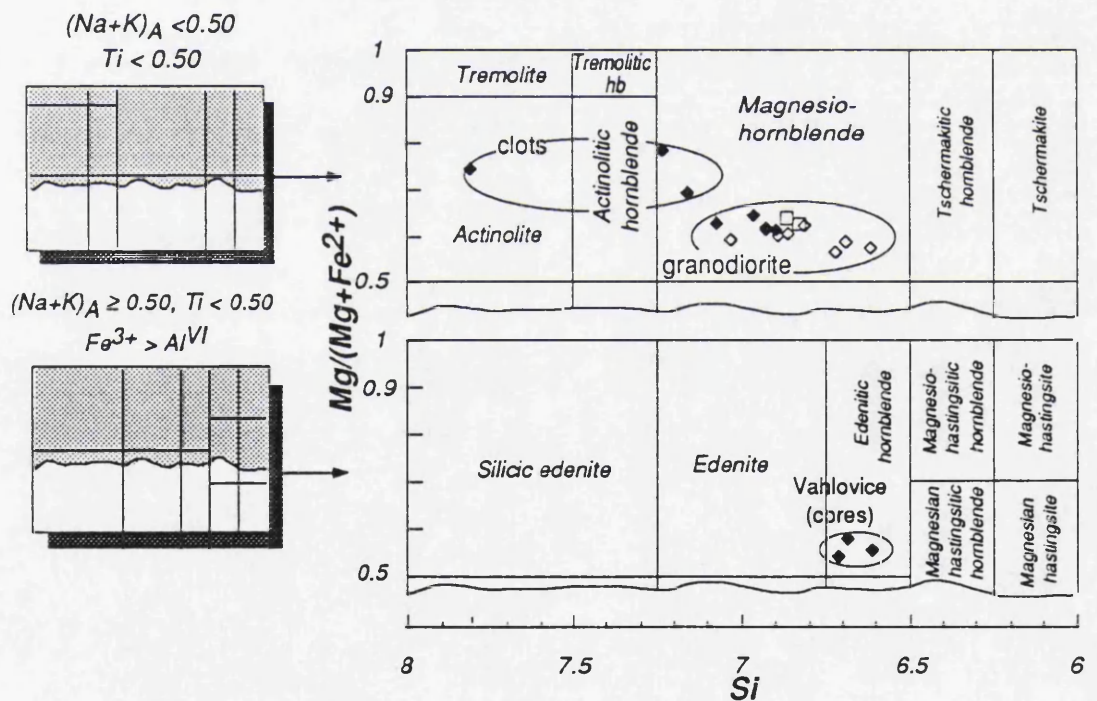 (Na+K)A <0.50
Ti < 0.50
(Na+K)A ≥ 0.50, Ti < 0.50
Fe3+ > AlVI
Mg/(Mg+Fe2+)
1
0.9
0.5
Tremolite
Tremolitic
hb
Magnesio-
hornblende
Tschermakitic
hornblende
Tschermakite
clots
Actinolitic
hornblende
Actinolite
granodiorite
1
0.9
0.5
Silicic edenite
Edenite
Edenitic
hornblende
Magnesio-
hastingsitic
hornblende
Magnesio-
hastingsite
Vahlovice
(cores)
Magnesian
hastingsitic
hornblende
Magnesian
hastingsite
8
7.5
7
6.5
6
Si